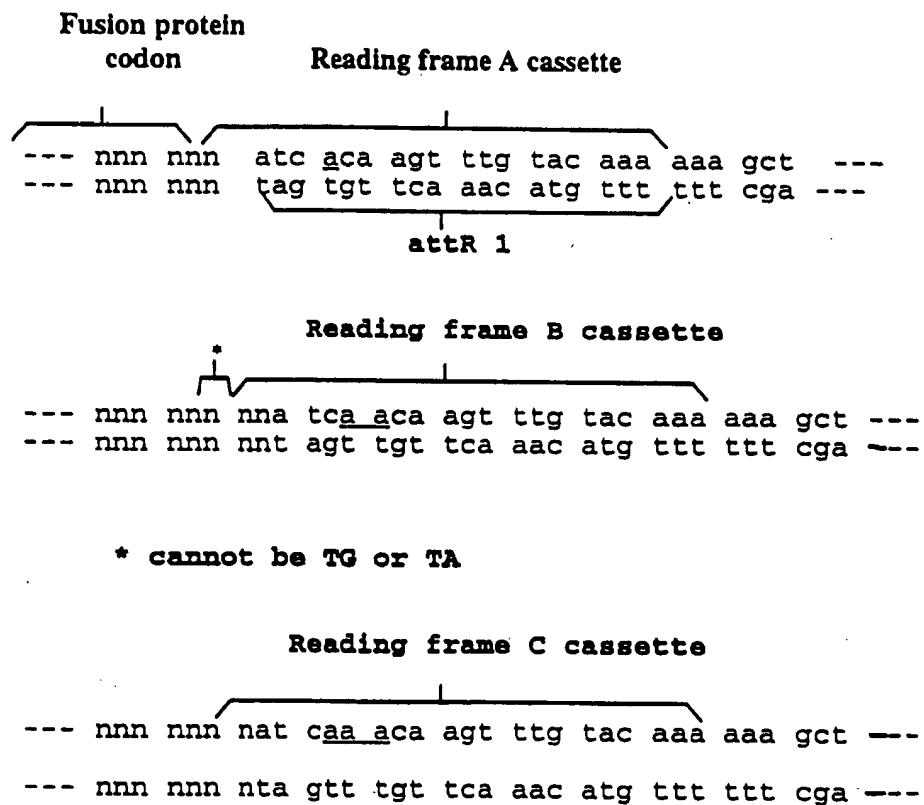 Fusion protein
codon
Reading frame A cassette
--- nnn nnn atc aca agt ttg tac aaa aaa gct ---
--- nnn nnn tag tgt tca aac atg ttt ttt cga ---
attR 1
Reading frame B cassette
*
--- nnn nnn nna tca aca agt ttg tac aaa aaa gct ---
--- nnn nnn nnt agt tgt tca aac atg ttt ttt cga ---
* cannot be TG or TA
Reading frame C cassette
--- nnn nnn nat caa aca agt ttg tac aaa aaa gct ---
--- nnn nnn nta gtt tgt tca aac atg ttt ttt cga ---